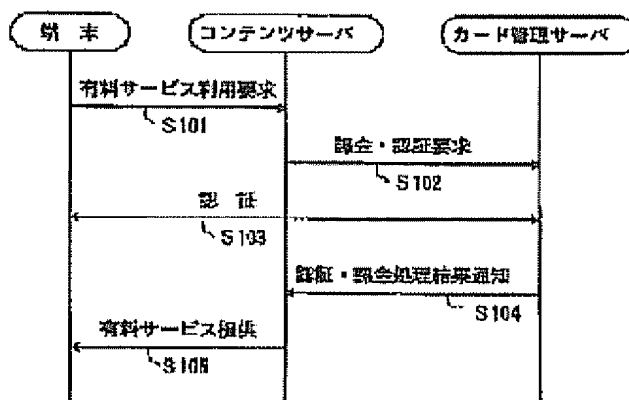 端 末
コンテンツサーバ
カード管理サーバ
有料サービス利用要求
S101
課金・認証要求
S102
認 証
S103
認証・課金処理結果通知
S104
有料サービス提供
S105